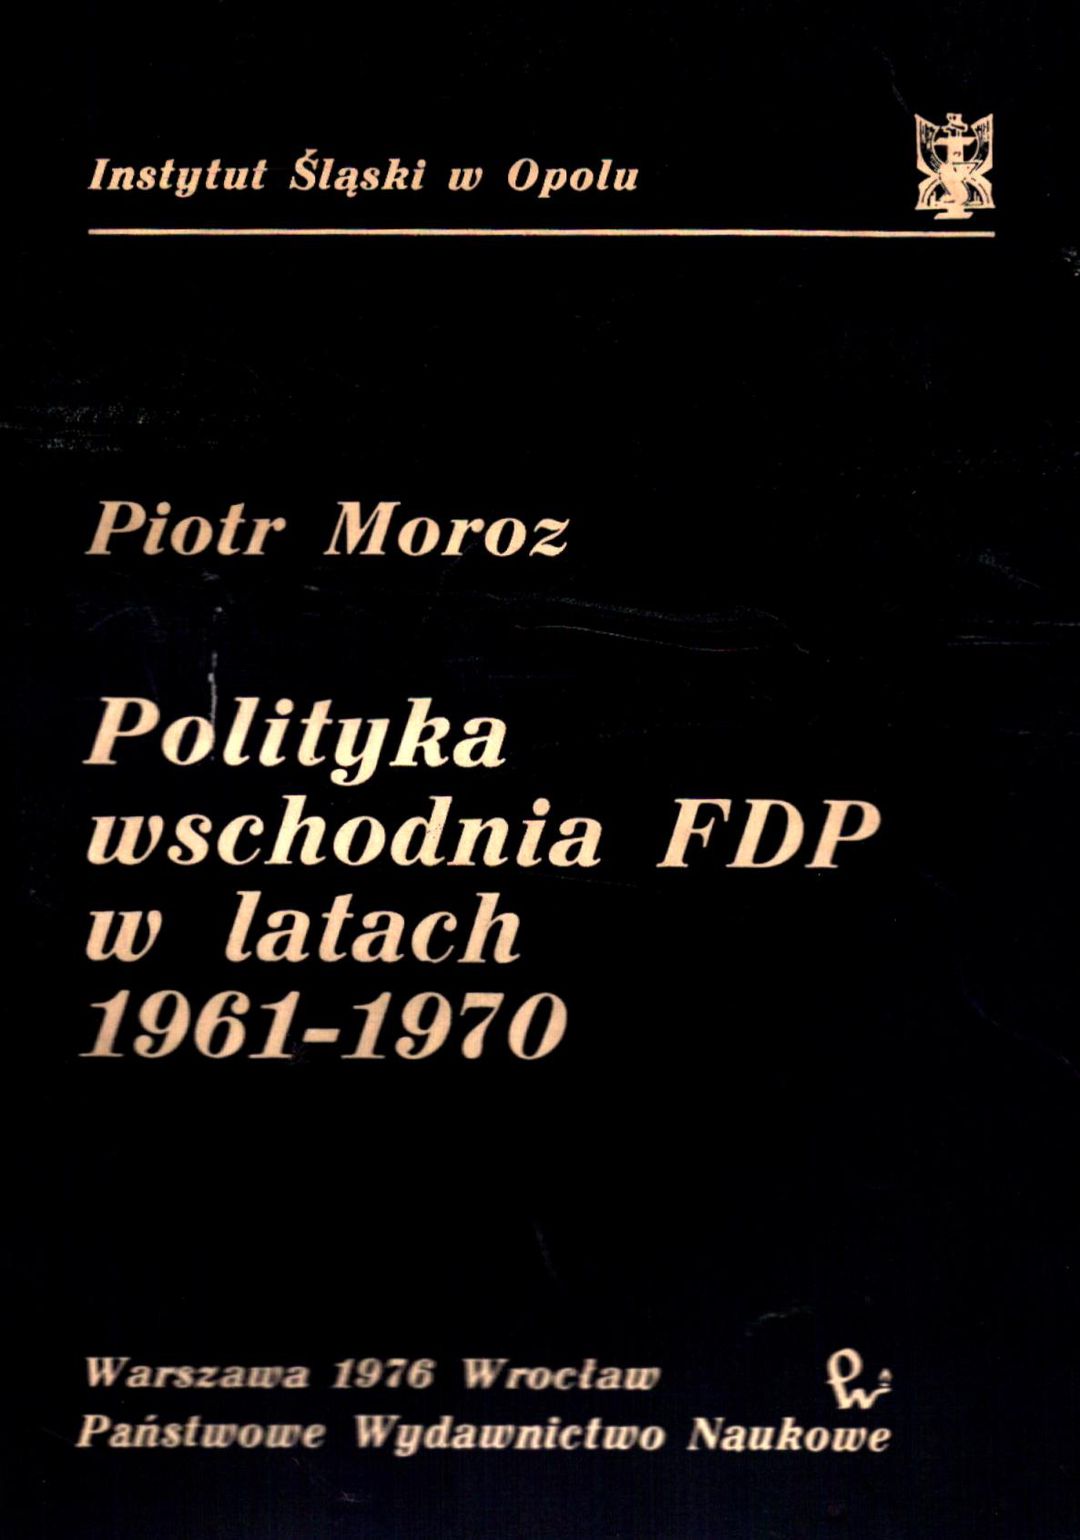 Instytut Śląski w Opolu
Piotr Moroz
Polityka
wschodnia FDP
w latach
1961-1970
Warszawa 1976 Wrocław
Państwowe Wydawnictwo Naukowe